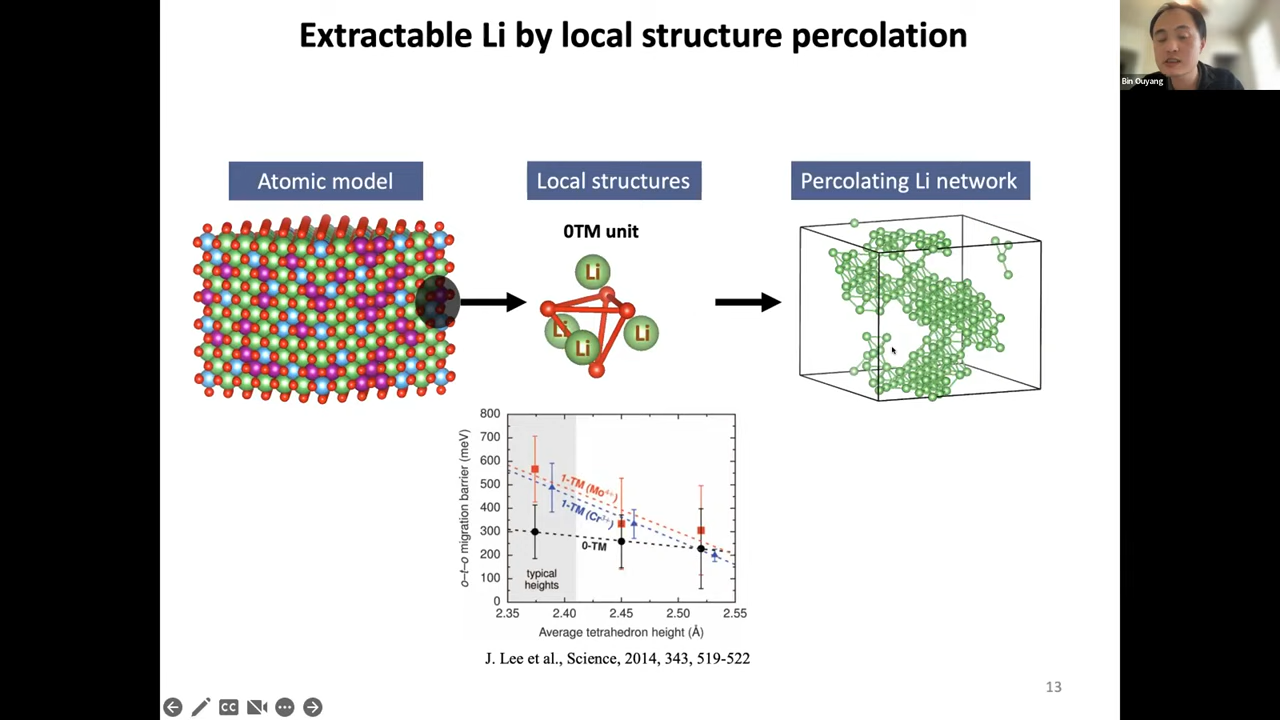 Extractable Li by local structure percolation
Bin Ouyang
Atomic model
Local structures
Percolating Li network
0TM unit
Li
Li
Li
Li
800
700
600
500
400
300
200
100
0
o–t–o migration barrier (meV)
1-TM (Mo4+)
1-TM (Cr3+)
0-TM
typical
heights
2.35 2.40 2.45 2.50 2.55
Average tetrahedron height (Å)
J. Lee et al., Science, 2014, 343, 519-522
13
CC